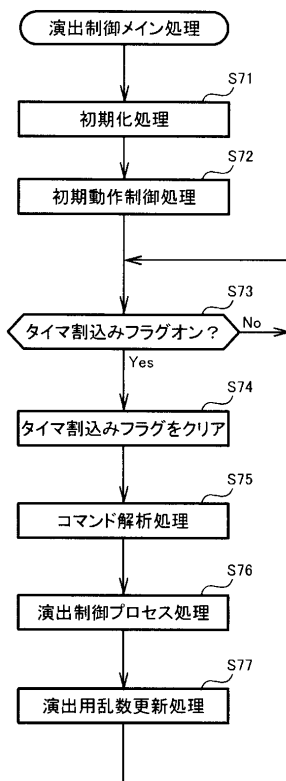 演出制御メイン処理
S71
初期化処理
S72
初期動作制御処理
S73
タイマ割込みフラグオン?
No
Yes
S74
タイマ割込みフラグをクリア
S75
コマンド解析処理
S76
演出制御プロセス処理
S77
演出用乱数更新処理